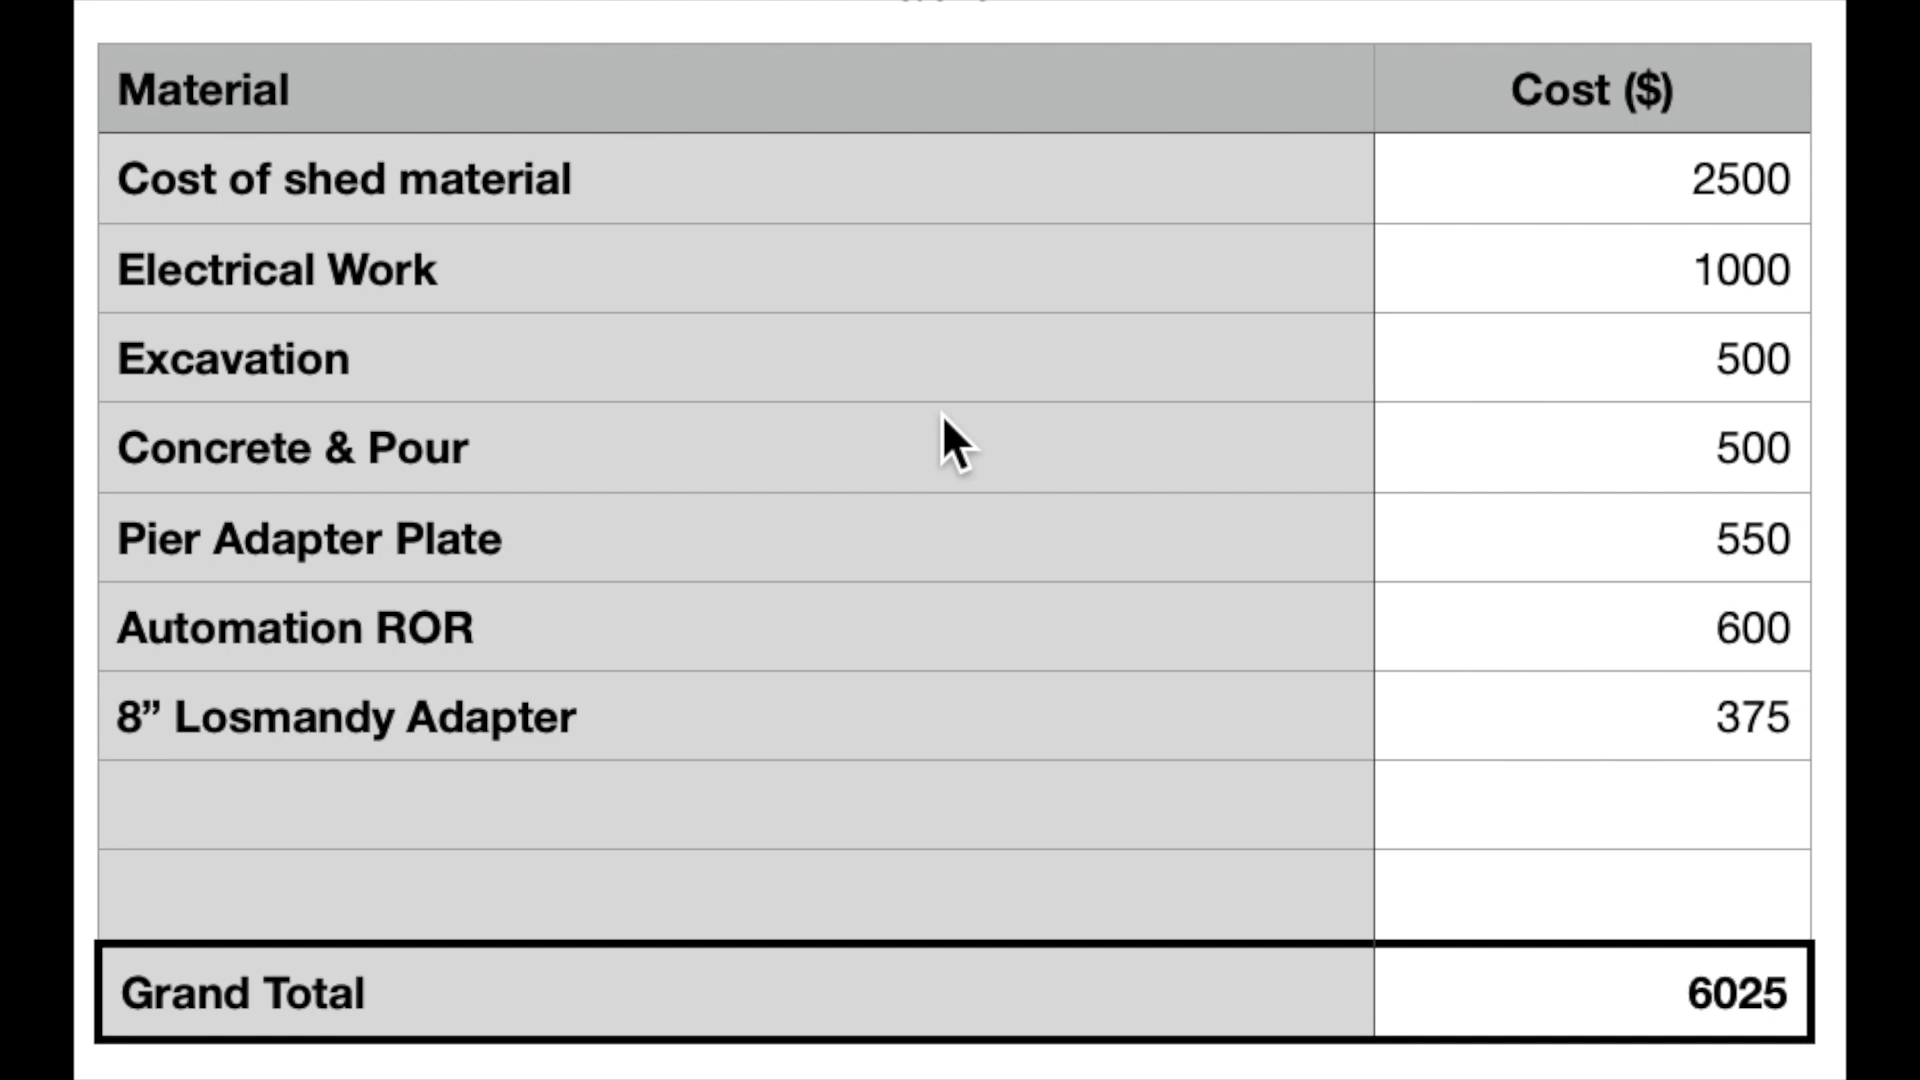 Material Cost ($)
Cost of shed material 2500
Electrical Work 1000
Excavation 500
Concrete & Pour 500
Pier Adapter Plate 550
Automation ROR 600
8” Losmandy Adapter 375
Grand Total 6025